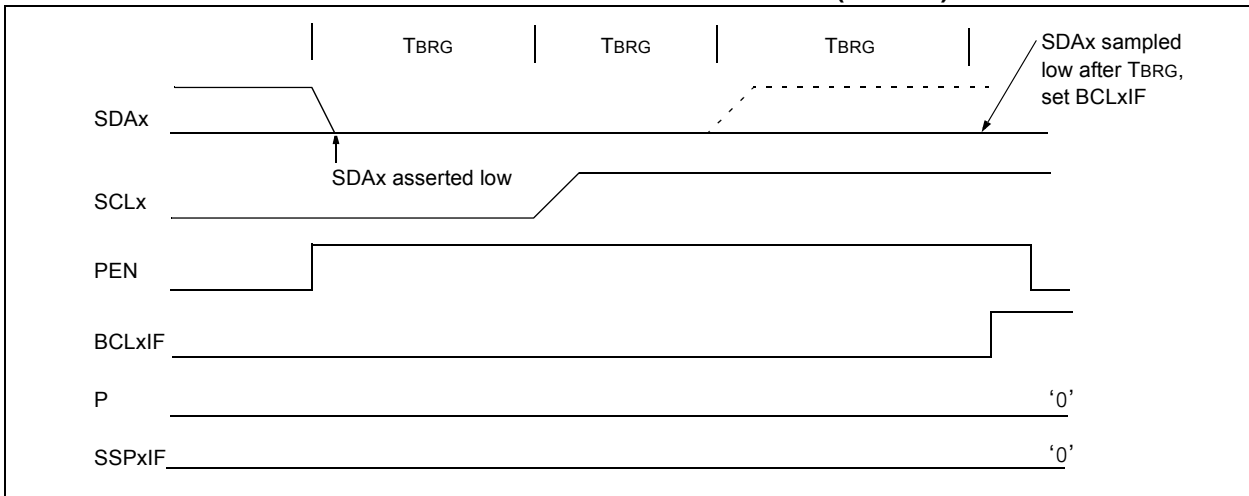 TBRG TBRG TBRG
SDAx sampled
low after TBRG,
set BCLxIF
SDAx
SDAx asserted low
SCLx
PEN
BCLxIF
P
‘0’
SSPxIF
‘0’